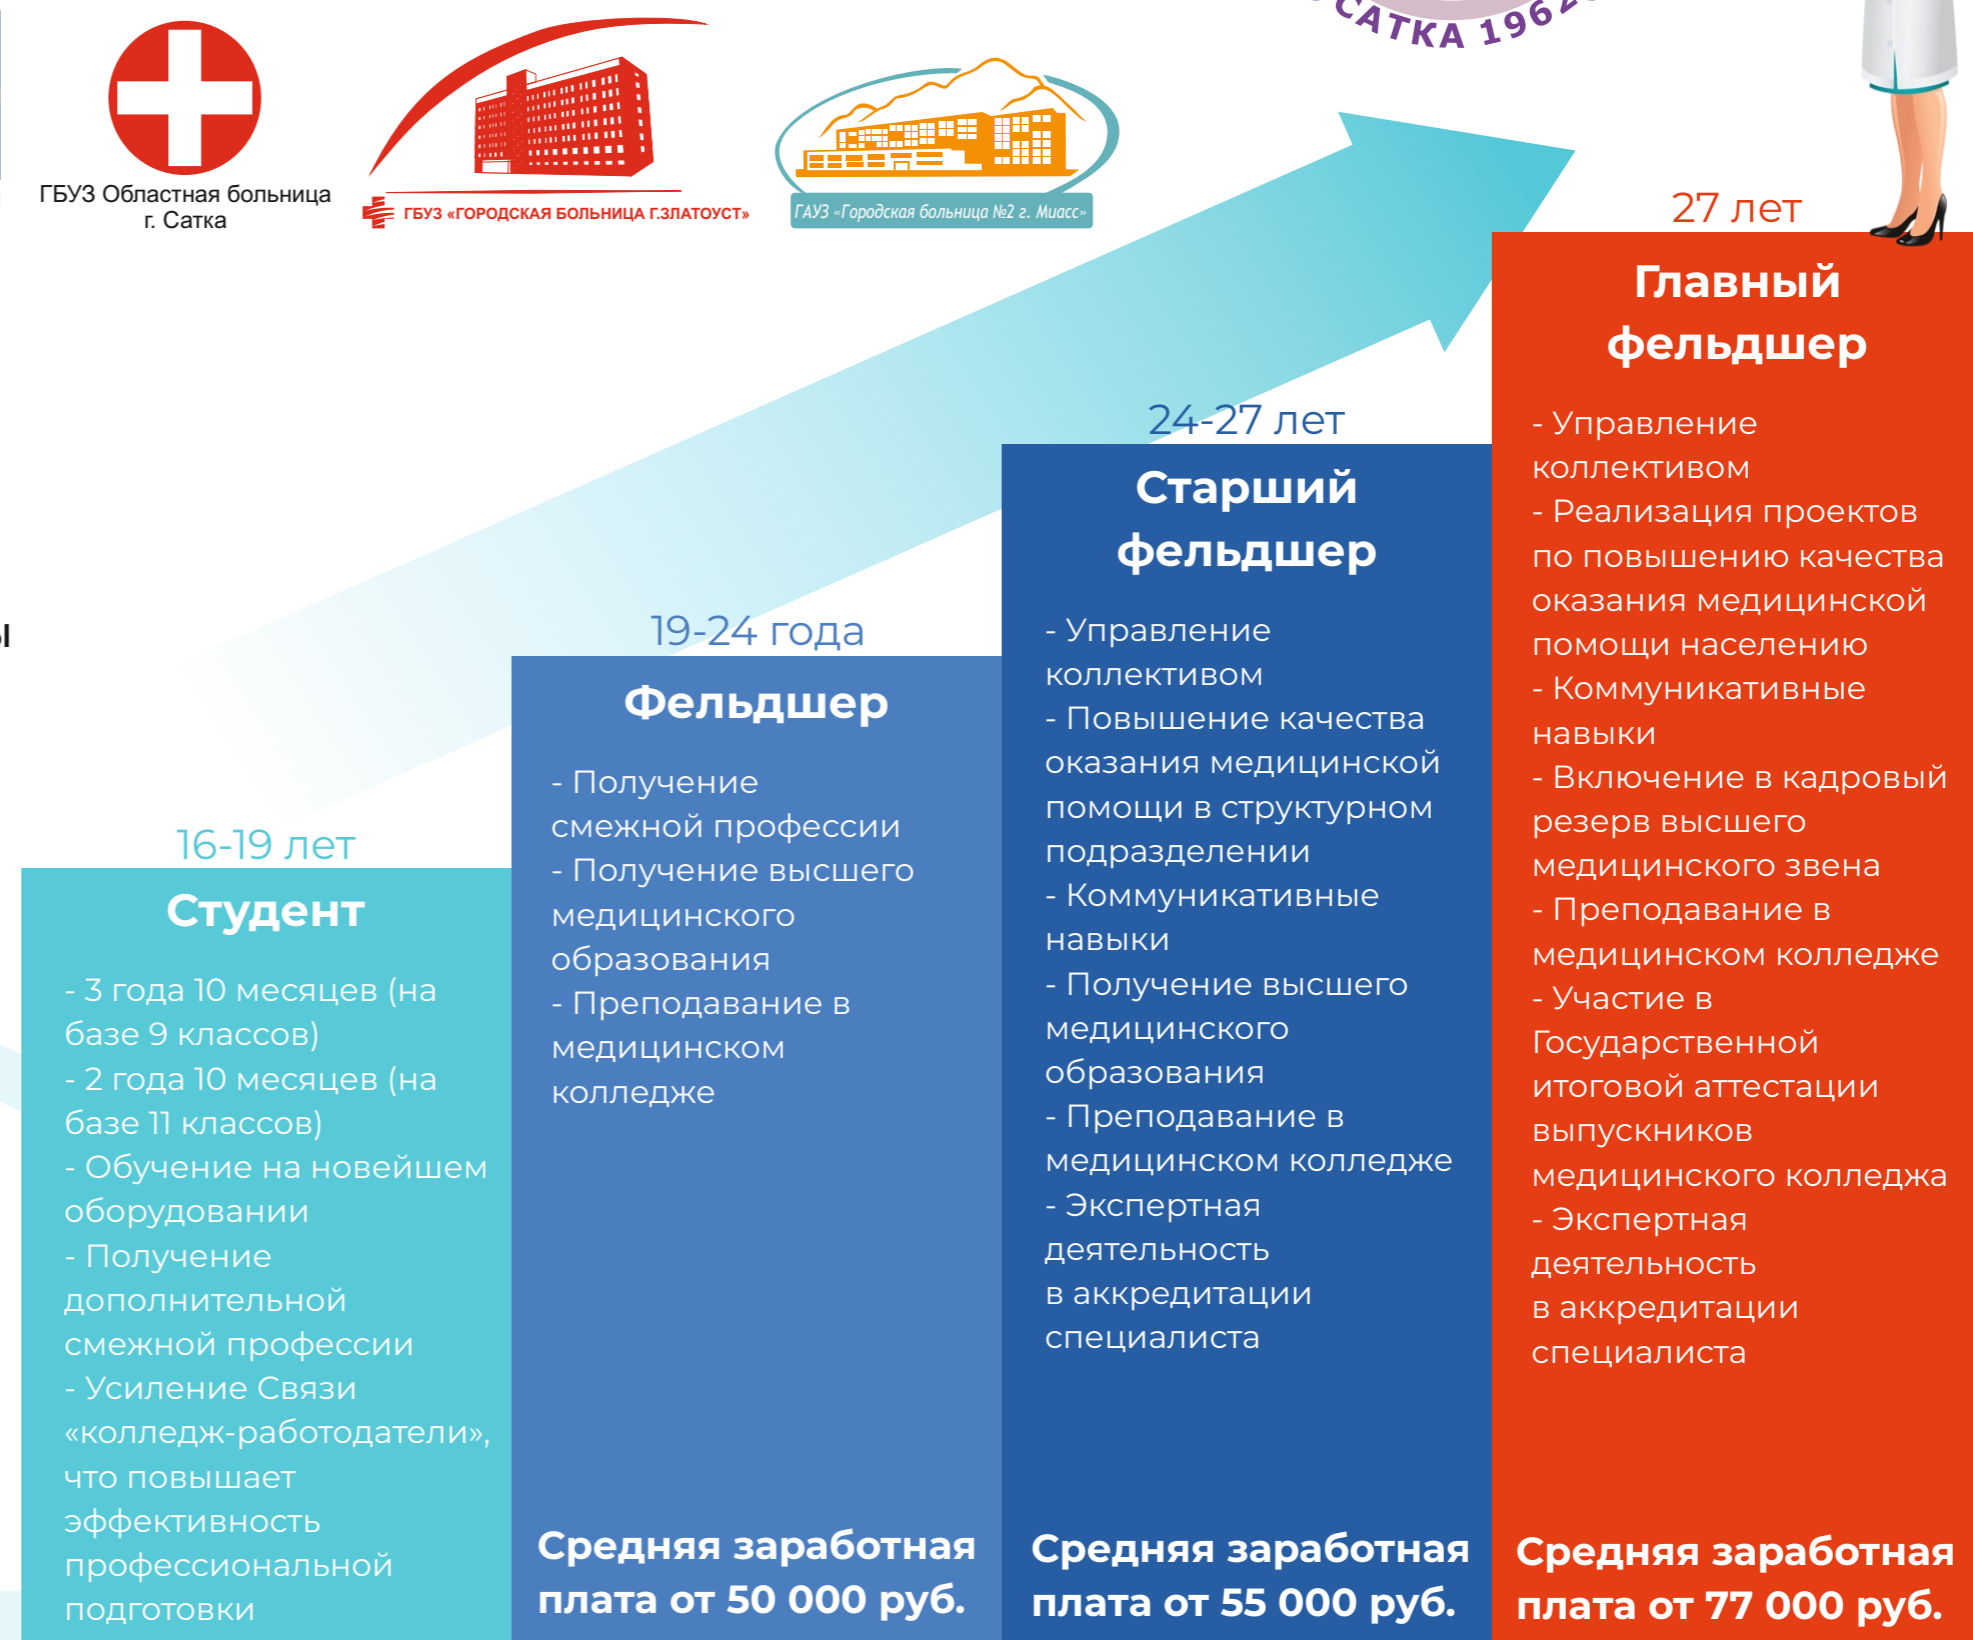 САТКА 1962
ГБУЗ Областная больница
г. Сатка
ГБУЗ «ГОРОДСКАЯ БОЛЬНИЦА Г.ЗЛАТОУСТ»
ГАУЗ «Городская больница №2 г. Миасс»
16-19 лет
Студент
- 3 года 10 месяцев (на
базе 9 классов)
- 2 года 10 месяцев (на
базе 11 классов)
- Обучение на новейшем
оборудовании
- Получение
дополнительной
смежной профессии
- Усиление Связи
«колледж-работодатели»,
что повышает
эффективность
профессиональной
подготовки
19-24 года
Фельдшер
- Получение
смежной профессии
- Получение высшего
медицинского
образования
- Преподавание в
медицинском
колледже
Средняя заработная
плата от 50 000 руб.
24-27 лет
Старший
фельдшер
- Управление
коллективом
- Повышение качества
оказания медицинской
помощи в структурном
подразделении
- Коммуникативные
навыки
- Получение высшего
медицинского
образования
- Преподавание в
медицинском колледже
- Экспертная
деятельность
в аккредитации
специалиста
Средняя заработная
плата от 55 000 руб.
27 лет
Главный
фельдшер
- Управление
коллективом
- Реализация проектов
по повышению качества
оказания медицинской
помощи населению
- Коммуникативные
навыки
- Включение в кадровый
резерв высшего
медицинского звена
- Преподавание в
медицинском колледже
- Участие в
Государственной
итоговой аттестации
выпускников
медицинского колледжа
- Экспертная
деятельность
в аккредитации
специалиста
Средняя заработная
плата от 77 000 руб.